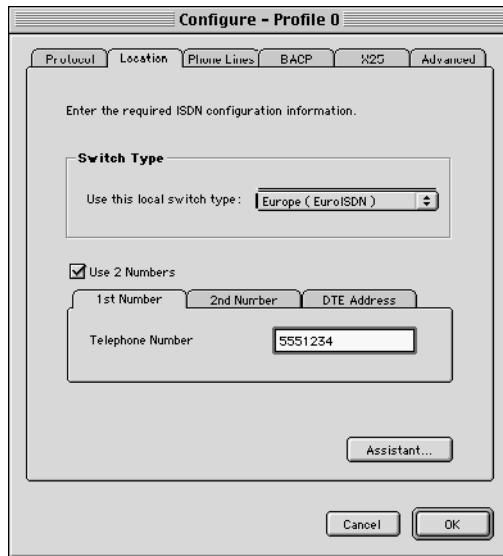 Configure - Profile 0
Protocol Location Phone Lines BACP X25 Advanced
Enter the required ISDN configuration information.
Switch Type
Use this local switch type: Europe (EuroISDN)
Use 2 Numbers
1st Number 2nd Number DTE Address
Telephone Number 5551234
Assistant...
Cancel OK